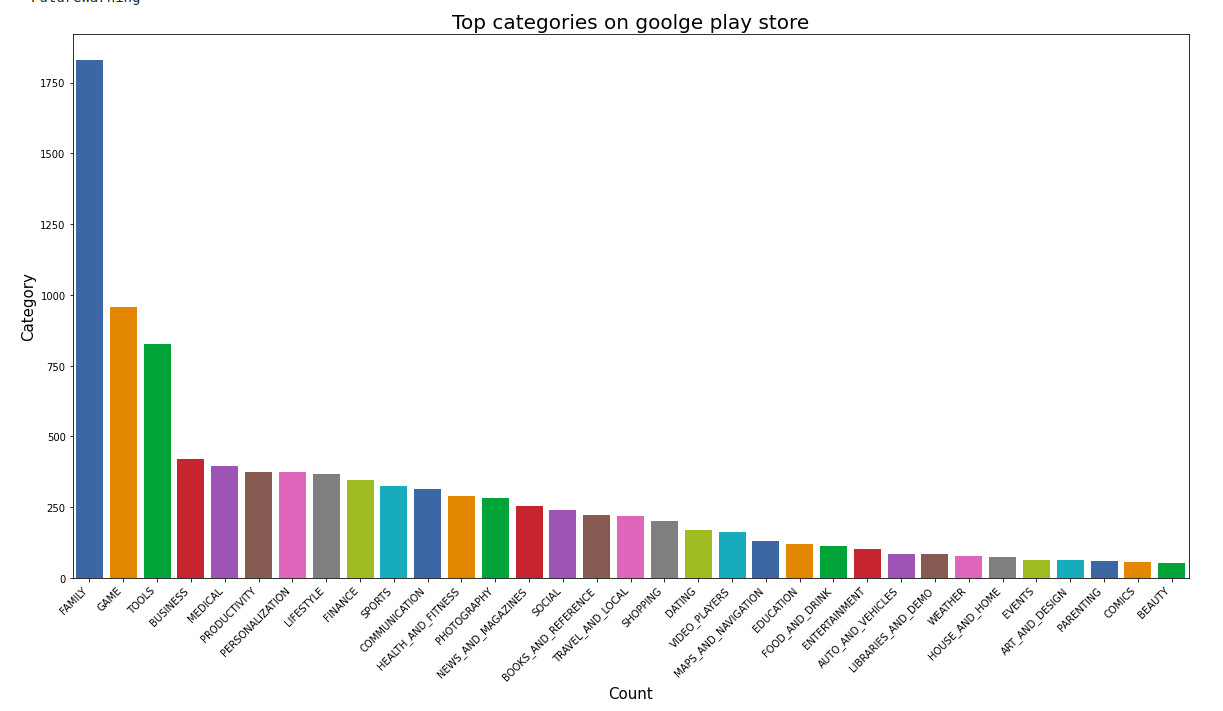 FutureWarning
Top categories on goolge play store
1750
1500
1250
1000
750
500
250
0
Category
FAMILY
GAME
TOOLS
BUSINESS
MEDICAL
PRODUCTIVITY
PERSONALIZATION
LIFESTYLE
FINANCE
SPORTS
COMMUNICATION
HEALTH_AND_FITNESS
PHOTOGRAPHY
NEWS_AND_MAGAZINES
SOCIAL
BOOKS_AND_REFERENCE
TRAVEL_AND_LOCAL
SHOPPING
DATING
VIDEO_PLAYERS
MAPS_AND_NAVIGATION
EDUCATION
FOOD_AND_DRINK
ENTERTAINMENT
AUTO_AND_VEHICLES
LIBRARIES_AND_DEMO
WEATHER
HOUSE_AND_HOME
EVENTS
ART_AND_DESIGN
PARENTING
COMICS
BEAUTY
Count